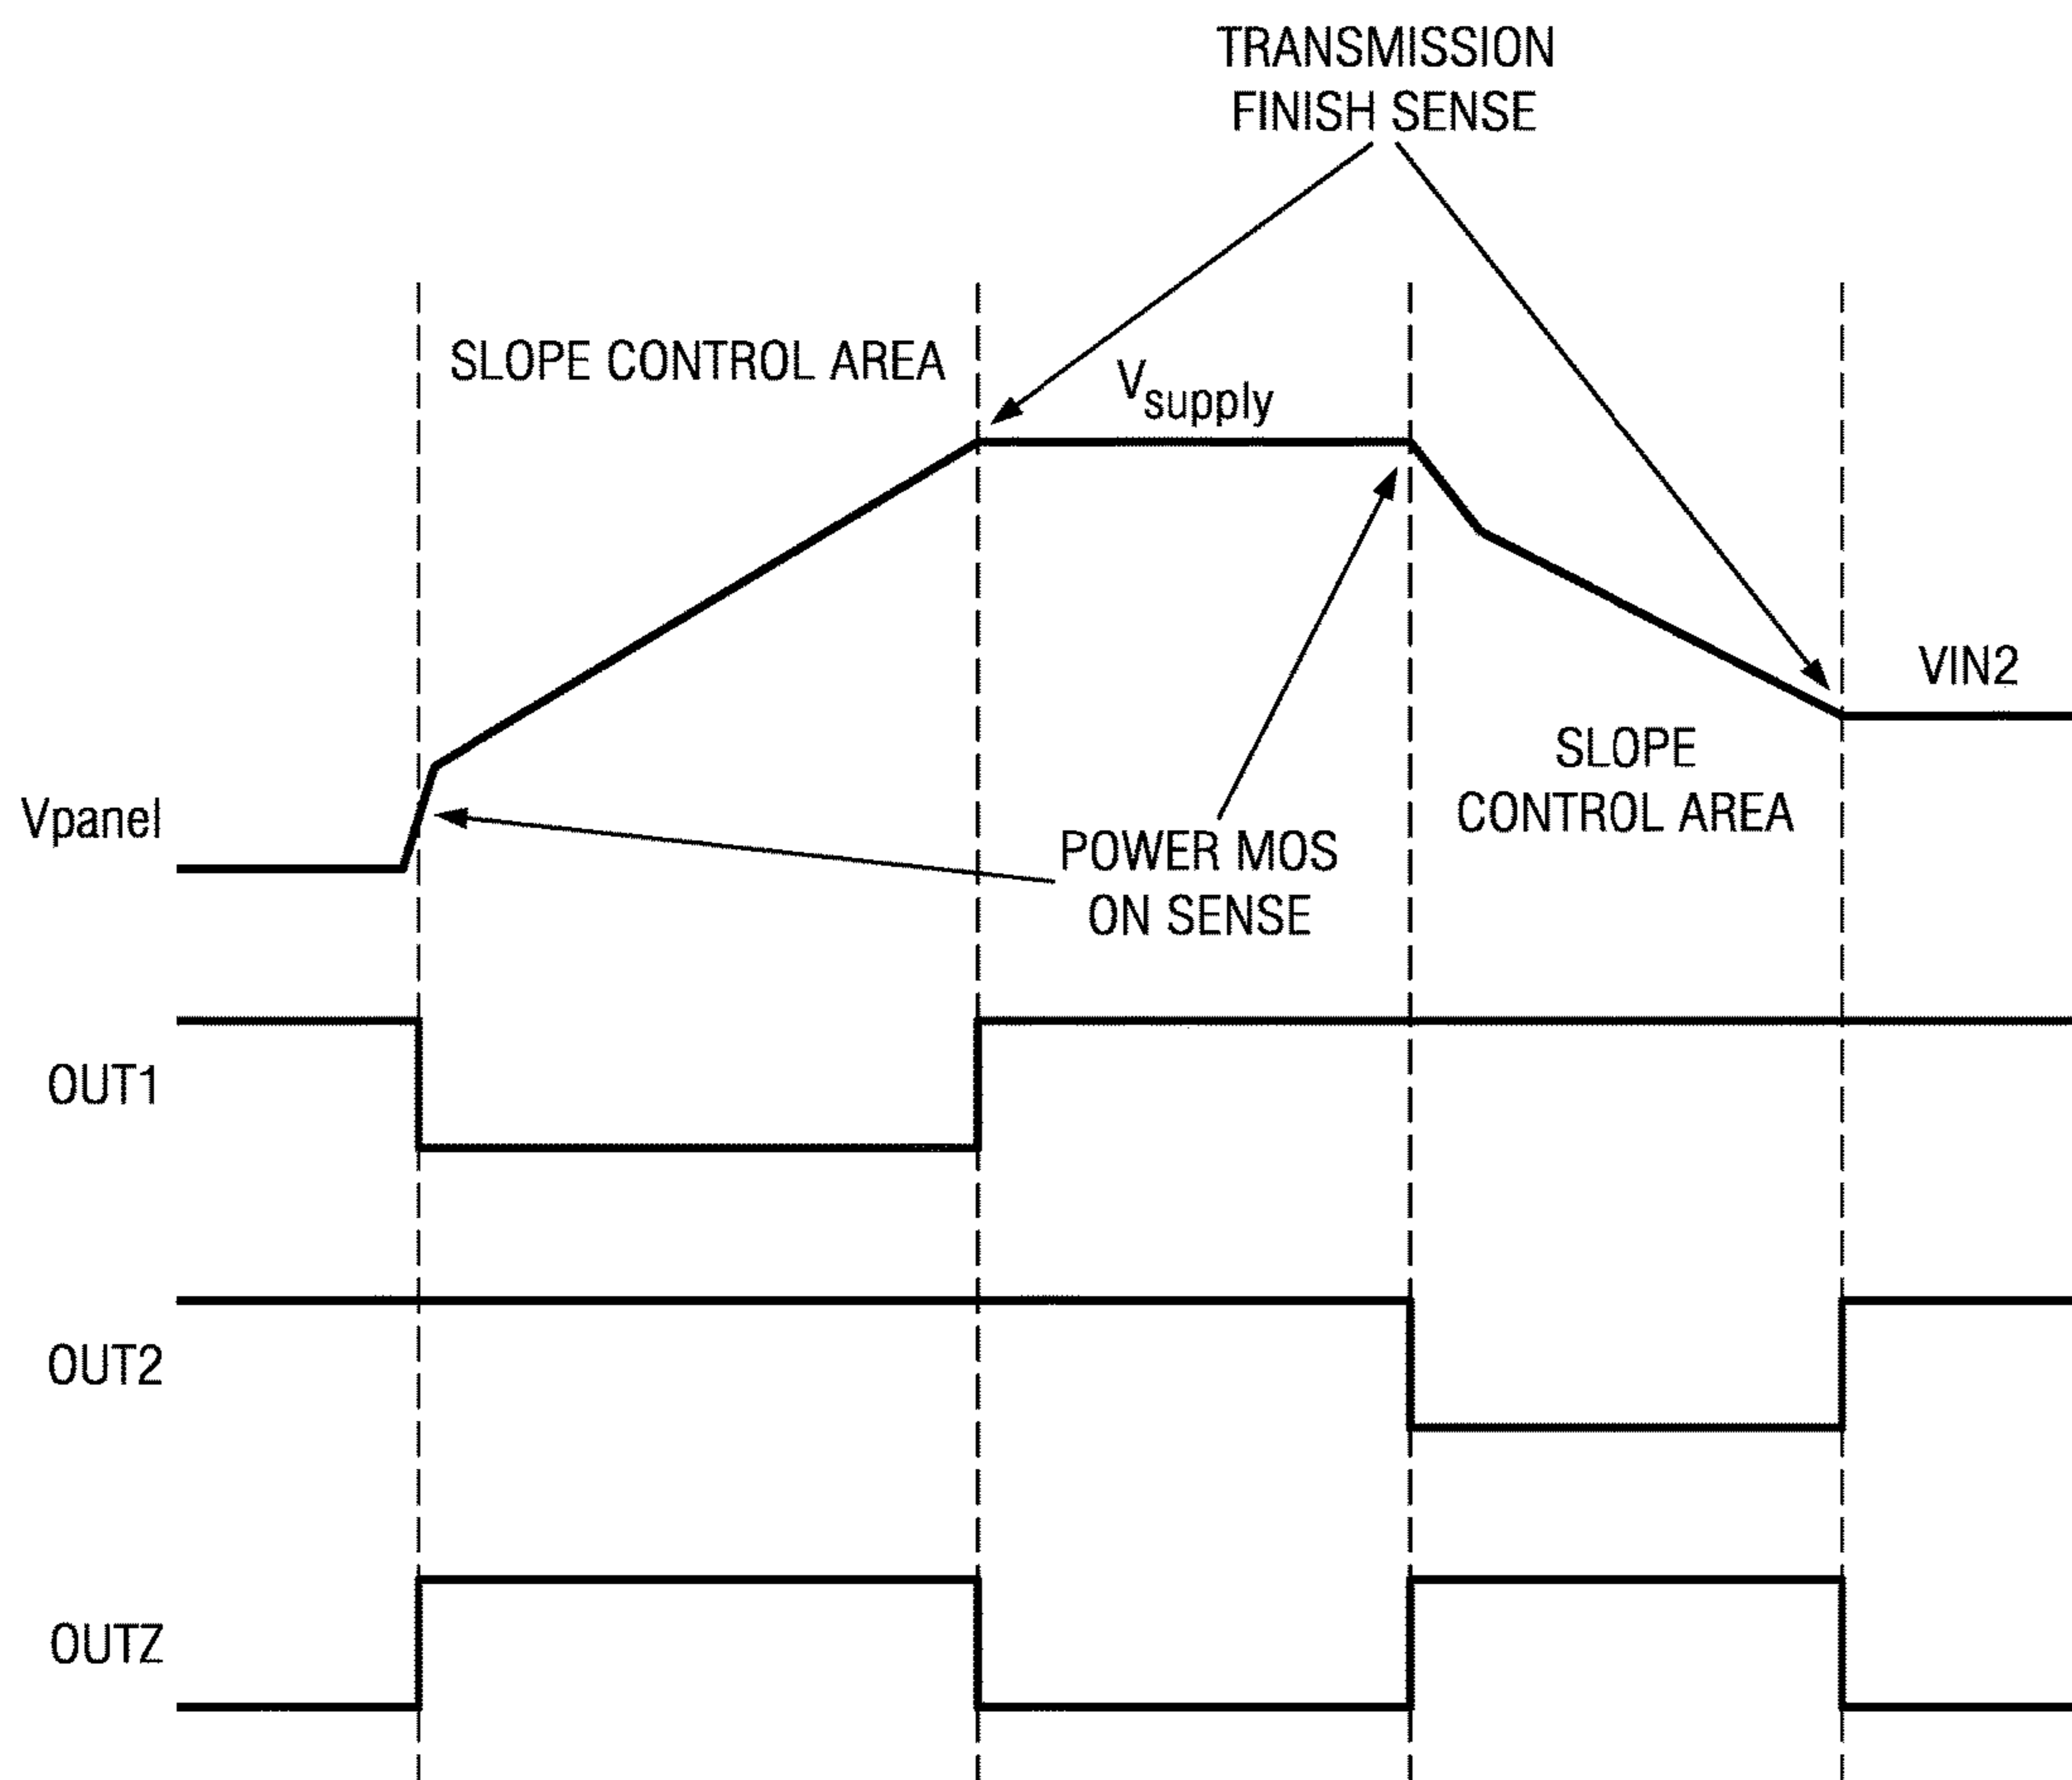 TRANSMISSION
FINISH SENSE
SLOPE CONTROL AREA
Vsupply
VIN2
SLOPE
CONTROL AREA
Vpanel
POWER MOS
ON SENSE
OUT1
OUT2
OUTZ